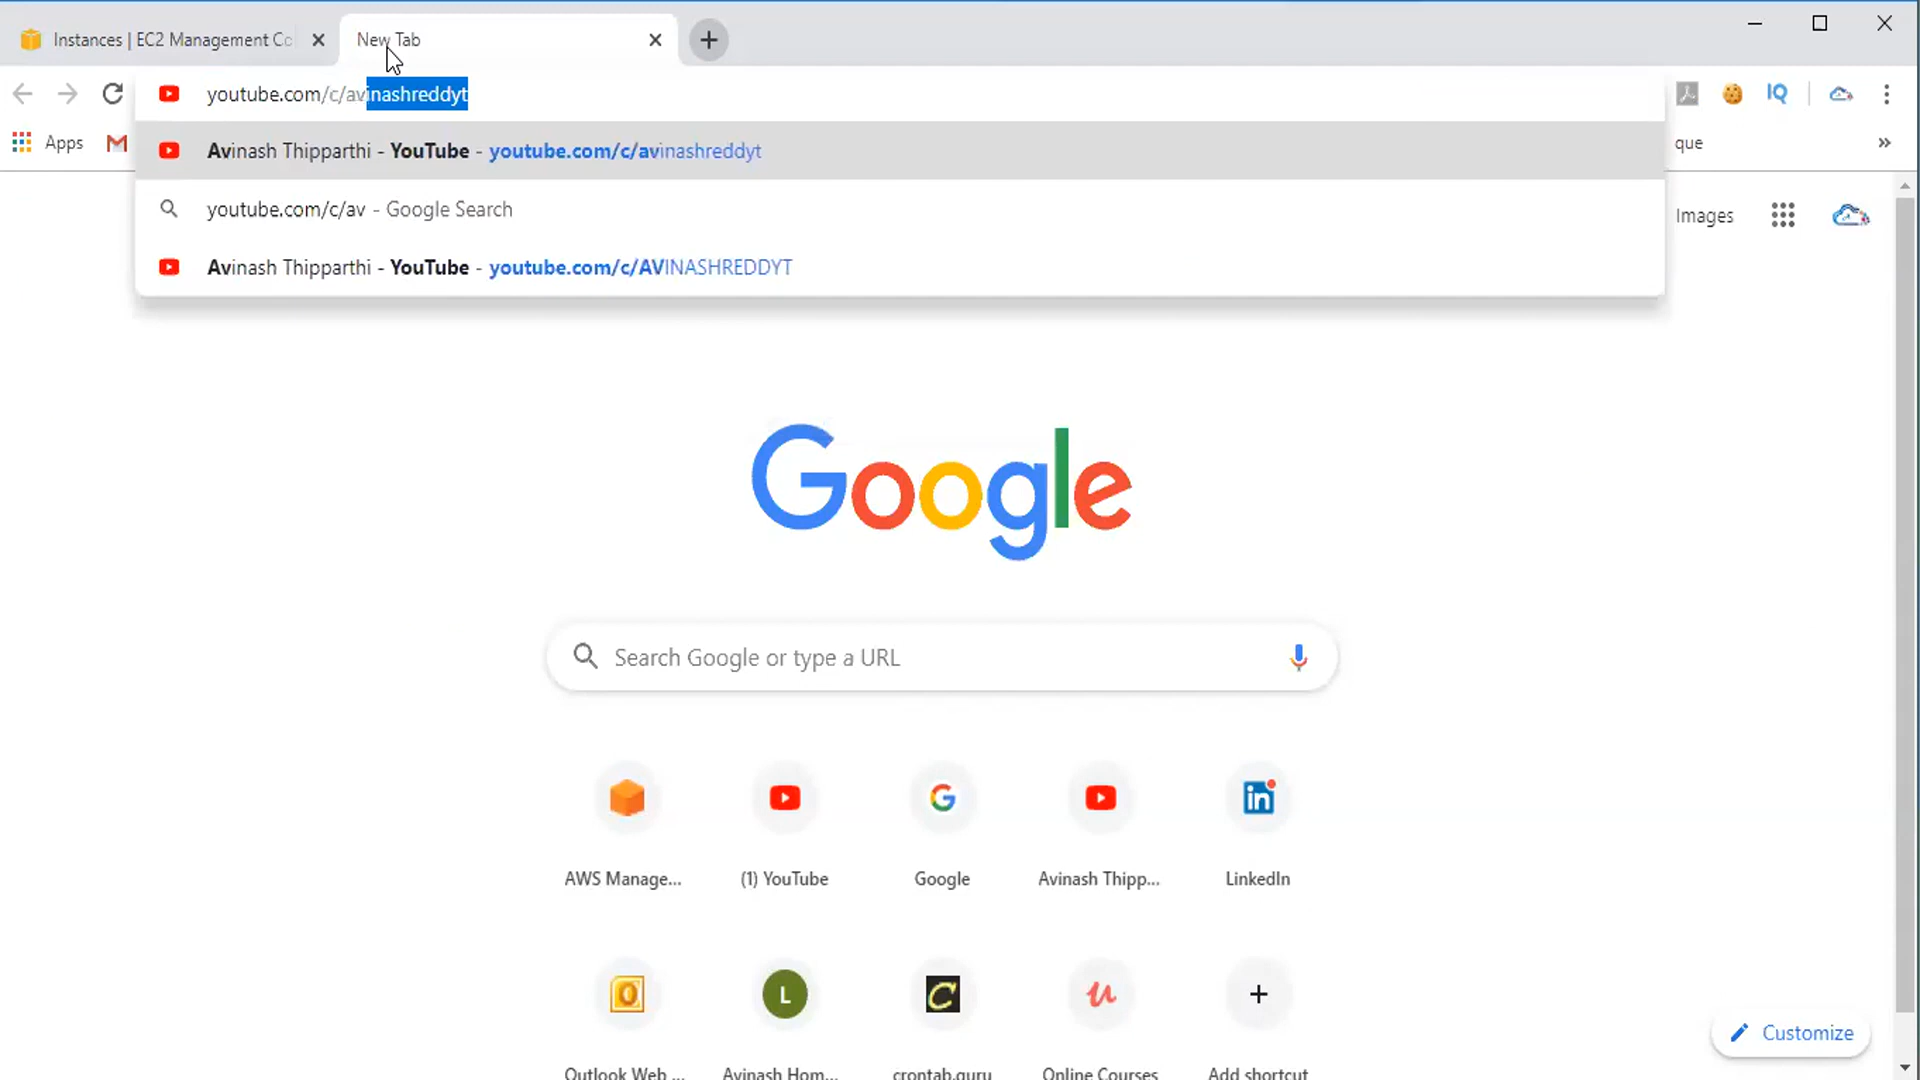 Instances | EC2 Management Co
New Tab
youtube.com/c/avinashreddyt
IQ
Apps
que
»
Avinash Thipparthi - YouTube - youtube.com/c/avinashreddyt
youtube.com/c/av - Google Search
Avinash Thipparthi - YouTube - youtube.com/c/AVINASHREDDYT
Images
Google
Search Google or type a URL
AWS Manage...
(1) YouTube
Google
Avinash Thipp...
LinkedIn
L
Outlook Web ...
Avinash Hom...
crontab.guru
Online Courses
Add shortcut
Customize